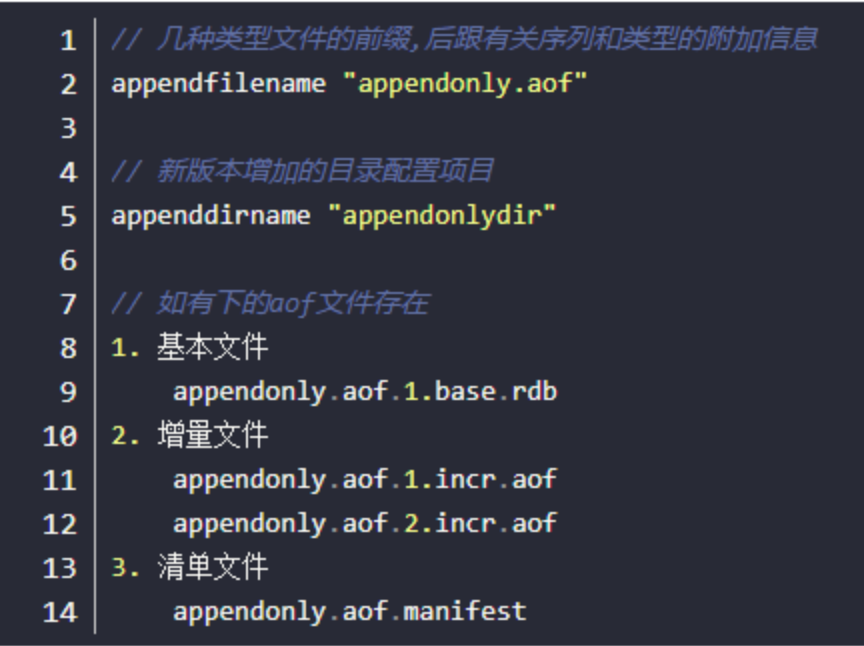 1 // 几种类型文件的前缀,后跟有关序列和类型的附加信息
2 appendfilename "appendonly.aof"
3
4 // 新版本增加的目录配置项目
5 appenddirname "appendonlydir"
6
7 // 如有下的aof文件存在
8 1. 基本文件
9 appendonly.aof.1.base.rdb
10 2. 增量文件
11 appendonly.aof.1.incr.aof
12 appendonly.aof.2.incr.aof
13 3. 清单文件
14 appendonly.aof.manifest